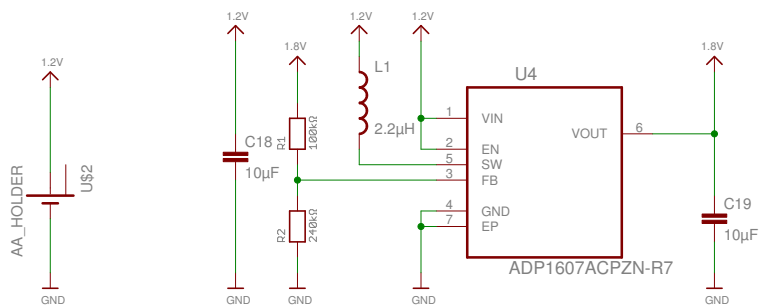 1.2V
AA_HOLDER
U$2
GND
1.2V
C18
10µF
GND
1.8V
R1
100kΩ
R2
240kΩ
GND
1.2V
L1
2.2µH
1.2V
GND
U4
1 VIN
2 EN
5 SW
3 FB
4 GND
7 EP
VOUT 6
ADP1607ACPZN-R7
1.8V
C19
10µF
GND